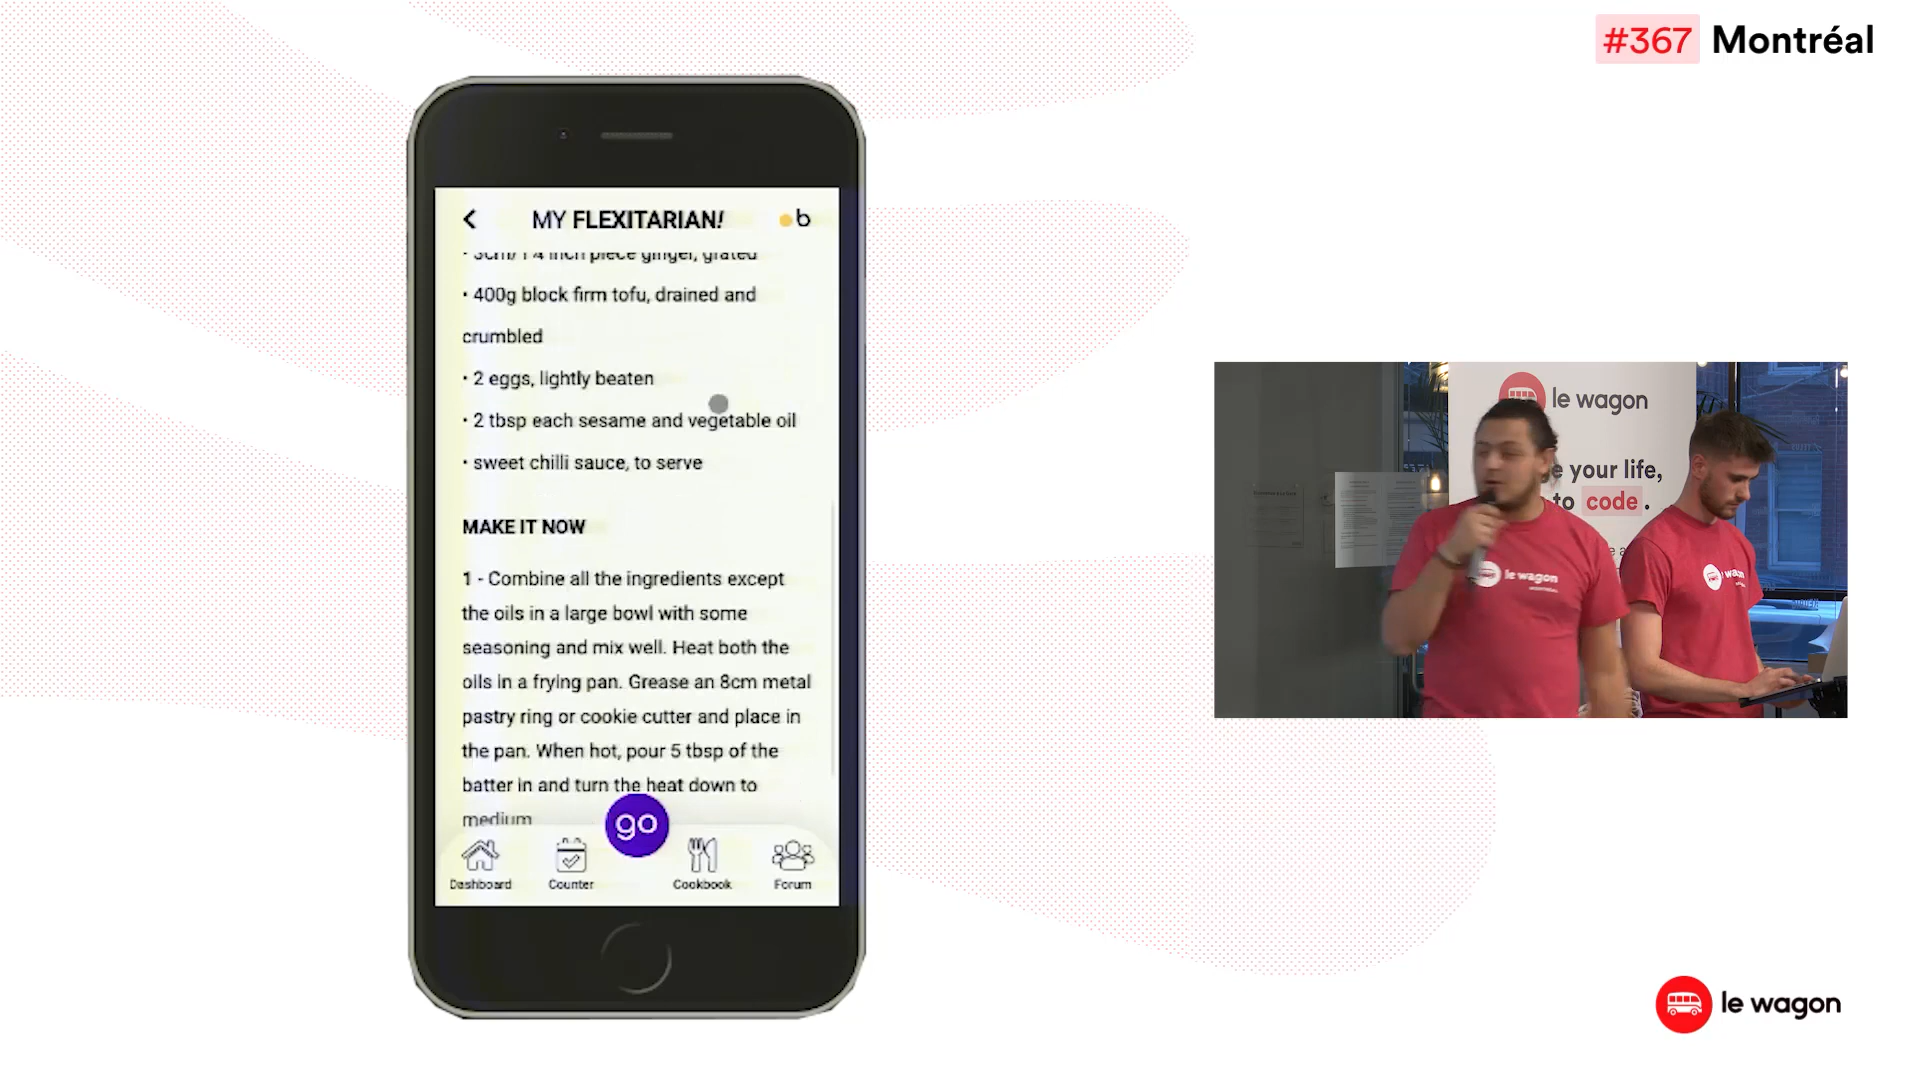 #367 Montréal
MY FLEXITARIAN!
b
inch piece ginger, grated
• 400g block firm tofu, drained and
crumbled
• 2 eggs, lightly beaten
• 2 tbsp each sesame and vegetable oil
• sweet chilli sauce, to serve
MAKE IT NOW
1 - Combine all the ingredients except
the oils in a large bowl with some
seasoning and mix well. Heat both the
oils in a frying pan. Grease an 8cm metal
pastry ring or cookie cutter and place in
the pan. When hot, pour 5 tbsp of the
batter in and turn the heat down to
medium
go
Dashboard
Counter
Cookbook
Forum
le wagon
e your life,
to code.
le wagon
MONTRÉAL
le wagon